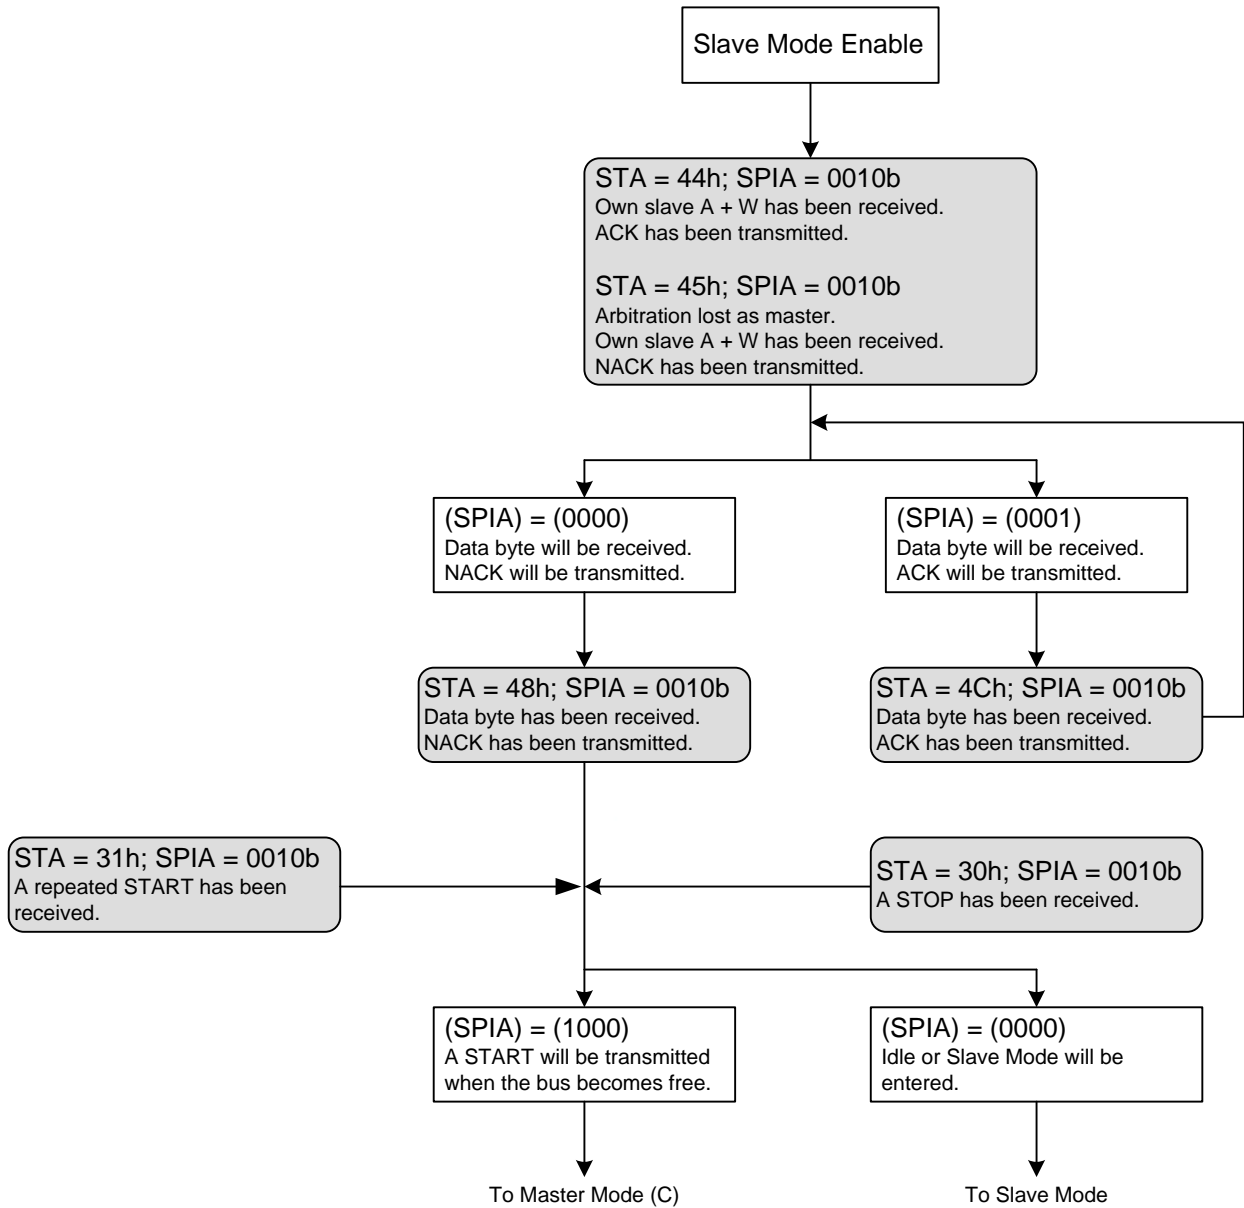 Slave Mode Enable
STA = 44h; SPIA = 0010b
Own slave A + W has been received.
ACK has been transmitted.
STA = 45h; SPIA = 0010b
Arbitration lost as master.
Own slave A + W has been received.
NACK has been transmitted.
(SPIA) = (0000)
Data byte will be received.
NACK will be transmitted.
(SPIA) = (0001)
Data byte will be received.
ACK will be transmitted.
STA = 48h; SPIA = 0010b
Data byte has been received.
NACK has been transmitted.
STA = 4Ch; SPIA = 0010b
Data byte has been received.
ACK has been transmitted.
STA = 31h; SPIA = 0010b
A repeated START has been
received.
STA = 30h; SPIA = 0010b
A STOP has been received.
(SPIA) = (1000)
A START will be transmitted
when the bus becomes free.
(SPIA) = (0000)
Idle or Slave Mode will be
entered.
To Master Mode (C)
To Slave Mode